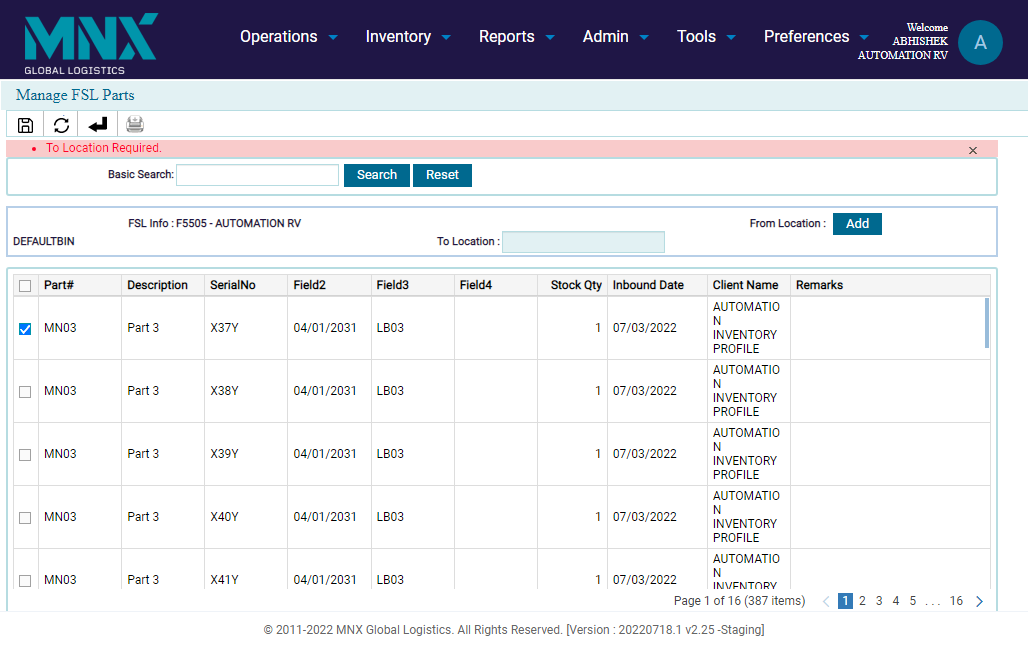 MNX
GLOBAL LOGISTICS
Operations Inventory Reports Admin Tools Preferences
Welcome
ABHISHEK
AUTOMATION RV
A
Manage FSL Parts
• To Location Required. ×
Basic Search: Search Reset
FSL Info : F5505 - AUTOMATION RV From Location : Add
DEFAULTBIN To Location :
Part# Description SerialNo Field2 Field3 Field4 Stock Qty Inbound Date Client Name Remarks
MN03 Part 3 X37Y 04/01/2031 LB03 1 07/03/2022 AUTOMATIO
N
INVENTORY
PROFILE
MN03 Part 3 X38Y 04/01/2031 LB03 1 07/03/2022 AUTOMATIO
N
INVENTORY
PROFILE
MN03 Part 3 X39Y 04/01/2031 LB03 1 07/03/2022 AUTOMATIO
N
INVENTORY
PROFILE
MN03 Part 3 X40Y 04/01/2031 LB03 1 07/03/2022 AUTOMATIO
N
INVENTORY
PROFILE
MN03 Part 3 X41Y 04/01/2031 LB03 1 07/03/2022 AUTOMATIO
N
INVENTORY
Page 1 of 16 (387 items) 1 2 3 4 5 ... 16
© 2011-2022 MNX Global Logistics. All Rights Reserved. [Version : 20220718.1 v2.25 -Staging]